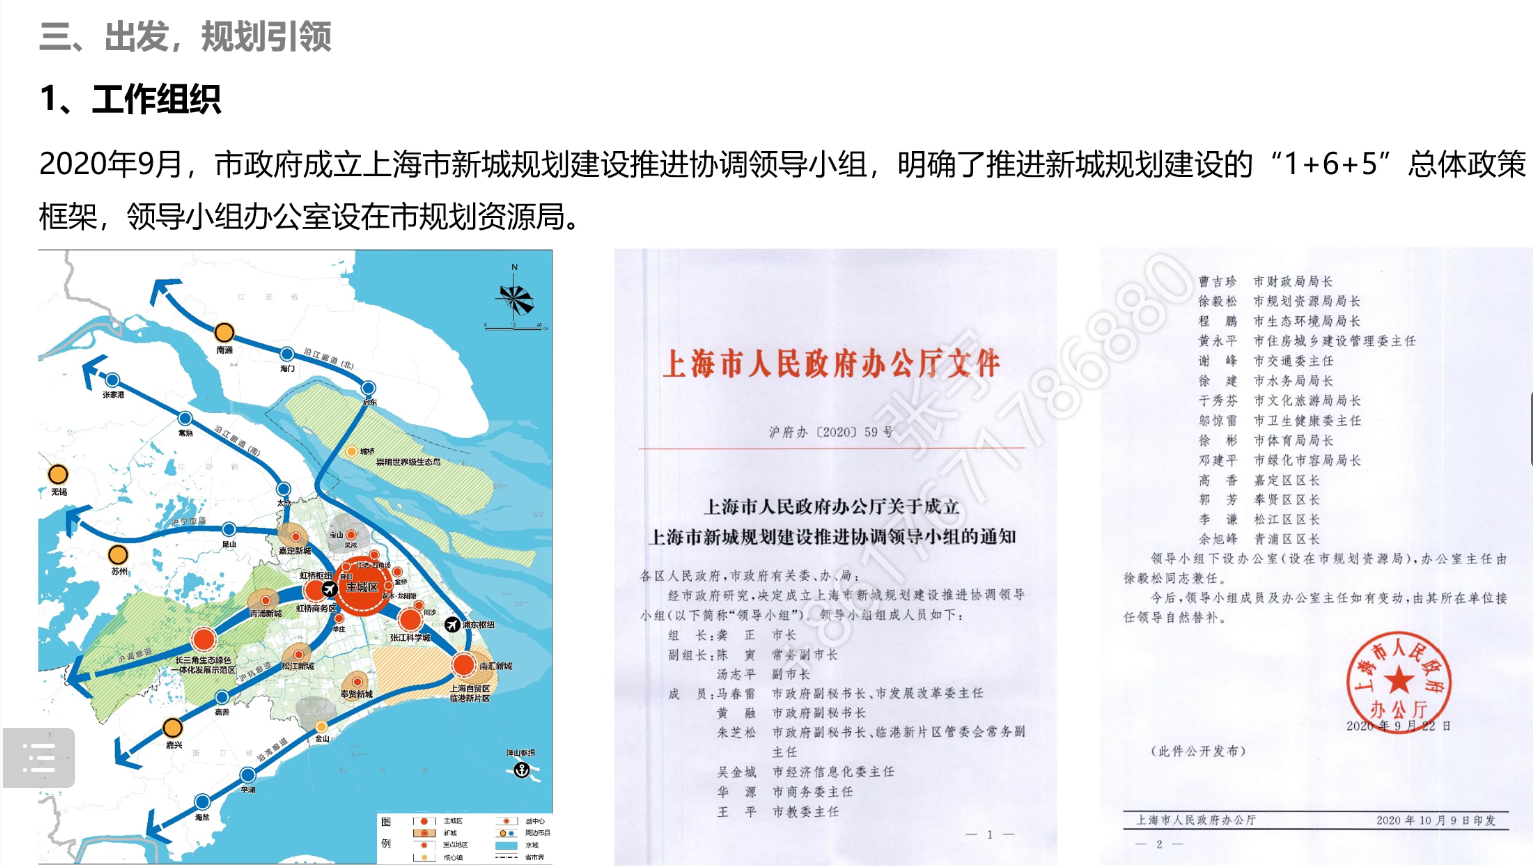 三、出发，规划引领
1、工作组织
2020年9月，市政府成立上海市新城规划建设推进协调领导小组，明确了推进新城规划建设的“1+6+5”总体政策
框架，领导小组办公室设在市规划资源局。
N
江 苏 省
南通
沿江廊道(北)
海门
启东
张家港
常熟
沿江廊道(南)
江 苏 省
城桥
崇明世界级生态岛
无锡
太仓
昆山
苏州
嘉定新城
宝山
虹桥枢纽
主城区
金桥
虹桥商务区
川沙
青浦新城
莘庄
张江科学城
浦东枢纽
长三角生态绿色
一体化发展示范区
沪湖廊道
沪杭廊道
松江新城
奉贤新城
南汇新城
上海自贸区
临港新片区
嘉善
嘉兴
金山
浙 江 省
沿湾廊道
杭 州 湾
洋山枢纽
平湖
海盐
图
例
主城区
副中心
新城
周边市县
重点地区
水域
核心镇
省市界
上海市人民政府办公厅文件
沪府办〔2020〕59号
上海市人民政府办公厅关于成立
上海市新城规划建设推进协调领导小组的通知
各区人民政府，市政府有关委、办、局：
经市政府研究，决定成立上海市新城规划建设推进协调领导
小组(以下简称“领导小组”)。领导小组组成人员如下：
组 长：龚 正 市长
副组长：陈 寅 常务副市长
汤志平 副市长
成 员：马春雷 市政府副秘书长、市发展改革委主任
黄 融 市政府副秘书长
朱芝松 市政府副秘书长、临港新片区管委会常务副
主任
吴金城 市经济信息化委主任
华 源 市商务委主任
王 平 市教委主任
— 1 —
曹吉珍 市财政局局长
徐毅松 市规划资源局局长
程 鹏 市生态环境局局长
黄永平 市住房城乡建设管理委主任
谢 峰 市交通委主任
徐 建 市水务局局长
于秀芬 市文化旅游局局长
邬惊雷 市卫生健康委主任
徐 彬 市体育局局长
邓建平 市绿化市容局局长
高 香 嘉定区区长
郭 芳 奉贤区区长
李 谦 松江区区长
余旭峰 青浦区区长
领导小组下设办公室(设在市规划资源局)，办公室主任由
徐毅松同志兼任。
今后，领导小组成员及办公室主任如有变动，由其所在单位接
任领导自然替补。
上海市人民政府
办公厅
2020年9月22日
(此件公开发布)
上海市人民政府办公厅 2020年10月9日印发
— 2 —
张宇
+8617671786880